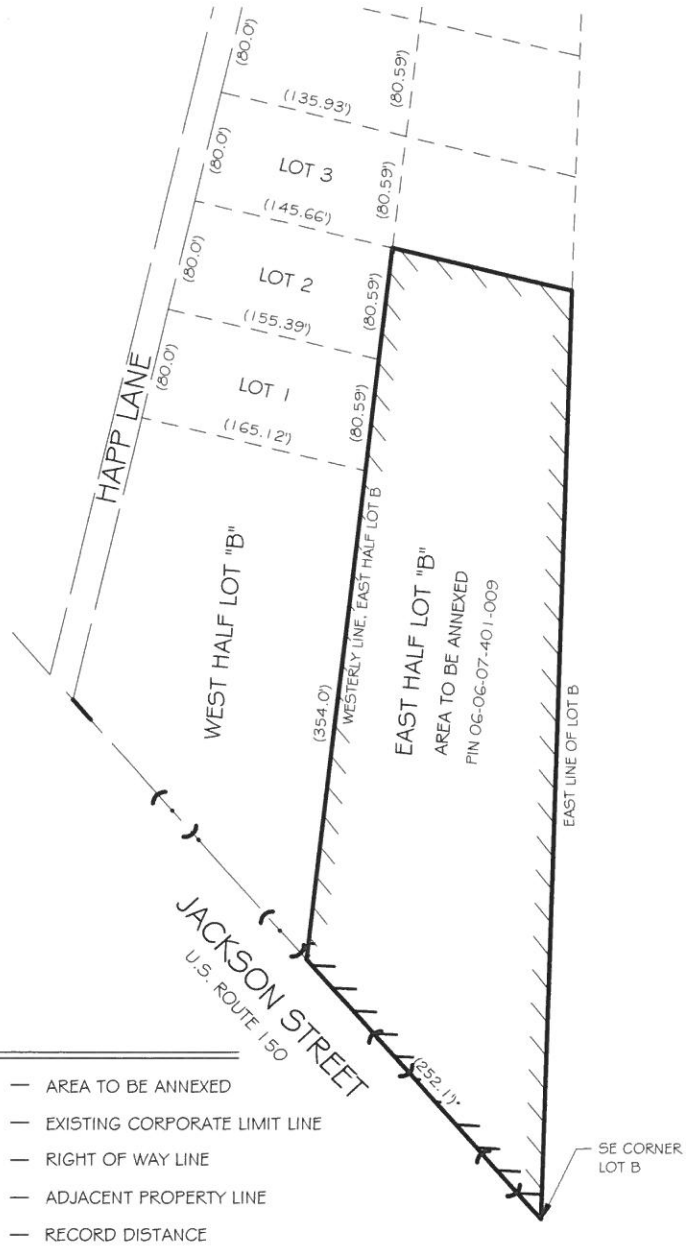 (80.0')
(80.59')
(135.93')
(80.0')
LOT 3
(80.59')
(145.66')
(80.0')
LOT 2
(80.59')
(155.39')
(80.0')
LOT 1
(80.59')
(165.12')
HAPP LANE
WEST HALF LOT "B"
(354.0')
WESTERLY LINE, EAST HALF LOT B
EAST HALF LOT "B"
AREA TO BE ANNEXED
PIN 06-06-07-401-009
EAST LINE OF LOT B
JACKSON STREET
U.S. ROUTE 150
(252.1')
SE CORNER
LOT B
— AREA TO BE ANNEXED
— EXISTING CORPORATE LIMIT LINE
— RIGHT OF WAY LINE
— ADJACENT PROPERTY LINE
— RECORD DISTANCE